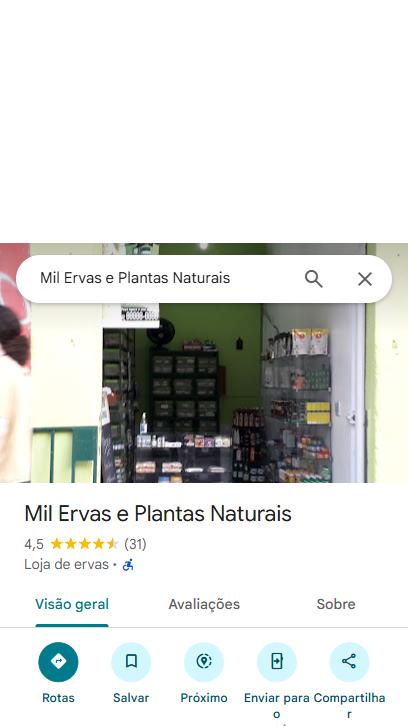 Mil Ervas e Plantas Naturais
Mil Ervas e Plantas Naturais
4,5 (31)
Loja de ervas ·
Visão geral Avaliações Sobre
Rotas Salvar Próximo Enviar para o Compartilhar